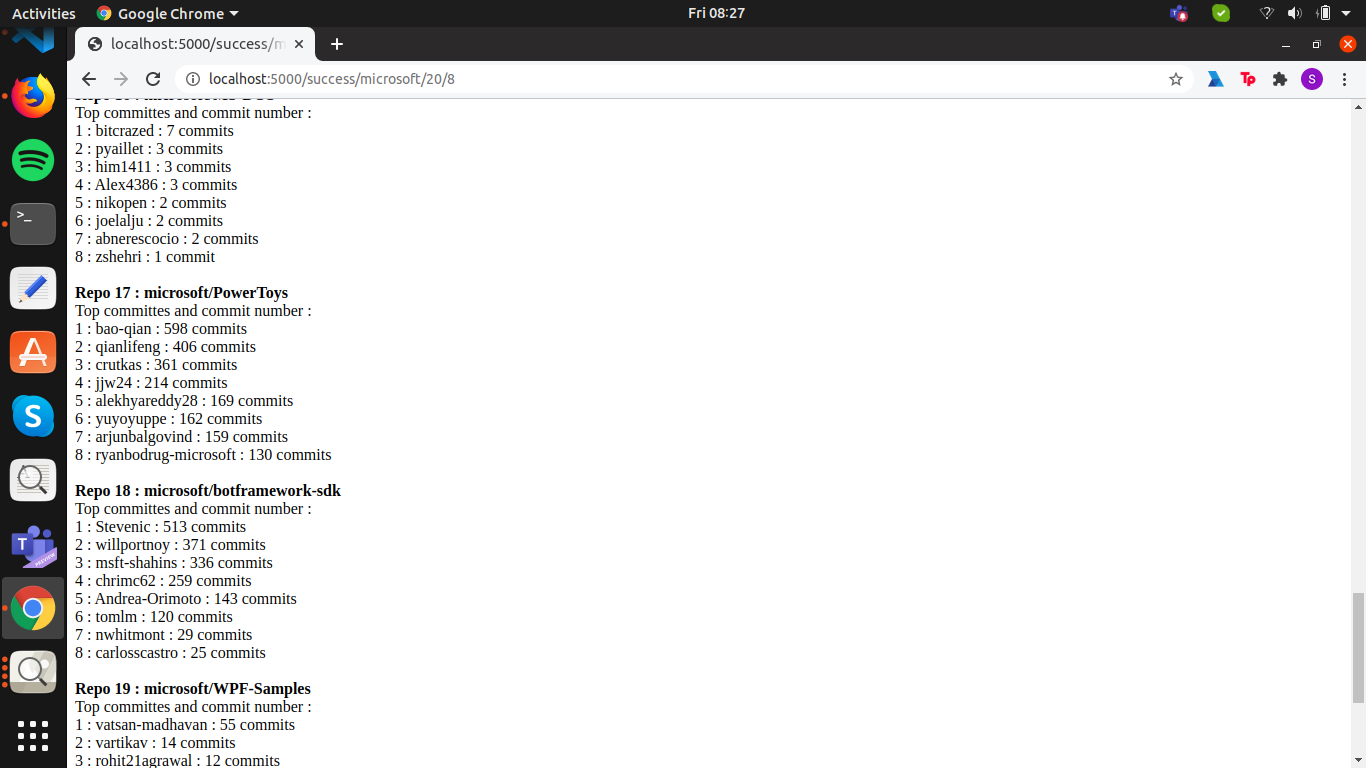 Activities
Google Chrome
Fri 08:27
localhost:5000/success/m
localhost:5000/success/microsoft/20/8
S
Top committes and commit number :
1 : bitcrazed : 7 commits
2 : pyaillet : 3 commits
3 : him1411 : 3 commits
4 : Alex4386 : 3 commits
5 : nikopen : 2 commits
6 : joelalju : 2 commits
7 : abnerescocio : 2 commits
8 : zshehri : 1 commit
Repo 17 : microsoft/PowerToys
Top committes and commit number :
1 : bao-qian : 598 commits
2 : qianlifeng : 406 commits
3 : crutkas : 361 commits
4 : jjw24 : 214 commits
5 : alekhyareddy28 : 169 commits
6 : yuyoyuppe : 162 commits
7 : arjunbalgovind : 159 commits
8 : ryanbodrug-microsoft : 130 commits
Repo 18 : microsoft/botframework-sdk
Top committes and commit number :
1 : Stevenic : 513 commits
2 : willportnoy : 371 commits
3 : msft-shahins : 336 commits
4 : chrimc62 : 259 commits
5 : Andrea-Orimoto : 143 commits
6 : tomlm : 120 commits
7 : nwhitmont : 29 commits
8 : carlosscastro : 25 commits
Repo 19 : microsoft/WPF-Samples
Top committes and commit number :
1 : vatsan-madhavan : 55 commits
2 : vartikav : 14 commits
3 : rohit21agrawal : 12 commits